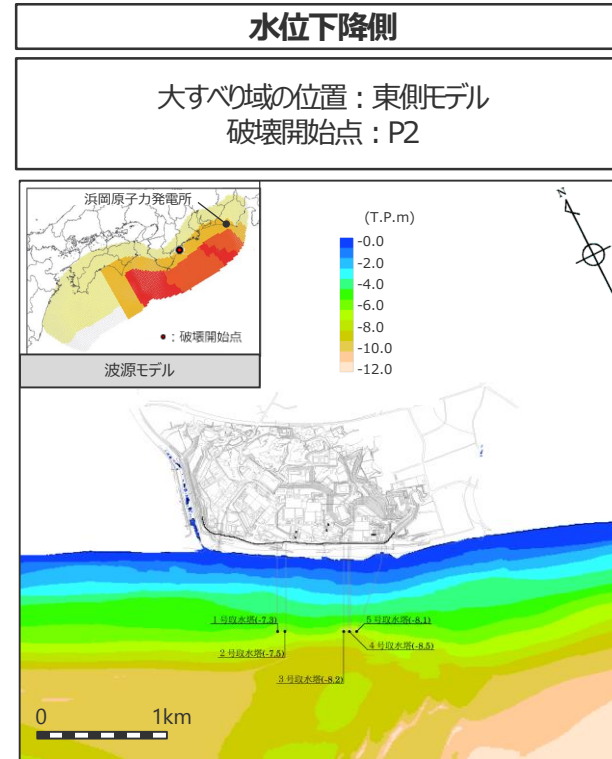 水位下降側
大すべり域の位置：東側モデル
破壊開始点：P2
浜岡原子力発電所
●：破壊開始点
波源モデル
(T.P.m)
-0.0
-2.0
-4.0
-6.0
-8.0
-10.0
-12.0
N
1号取水塔(-7.3)
5号取水塔(-8.1)
2号取水塔(-7.5)
4号取水塔(-8.5)
3号取水塔(-8.2)
0 1km